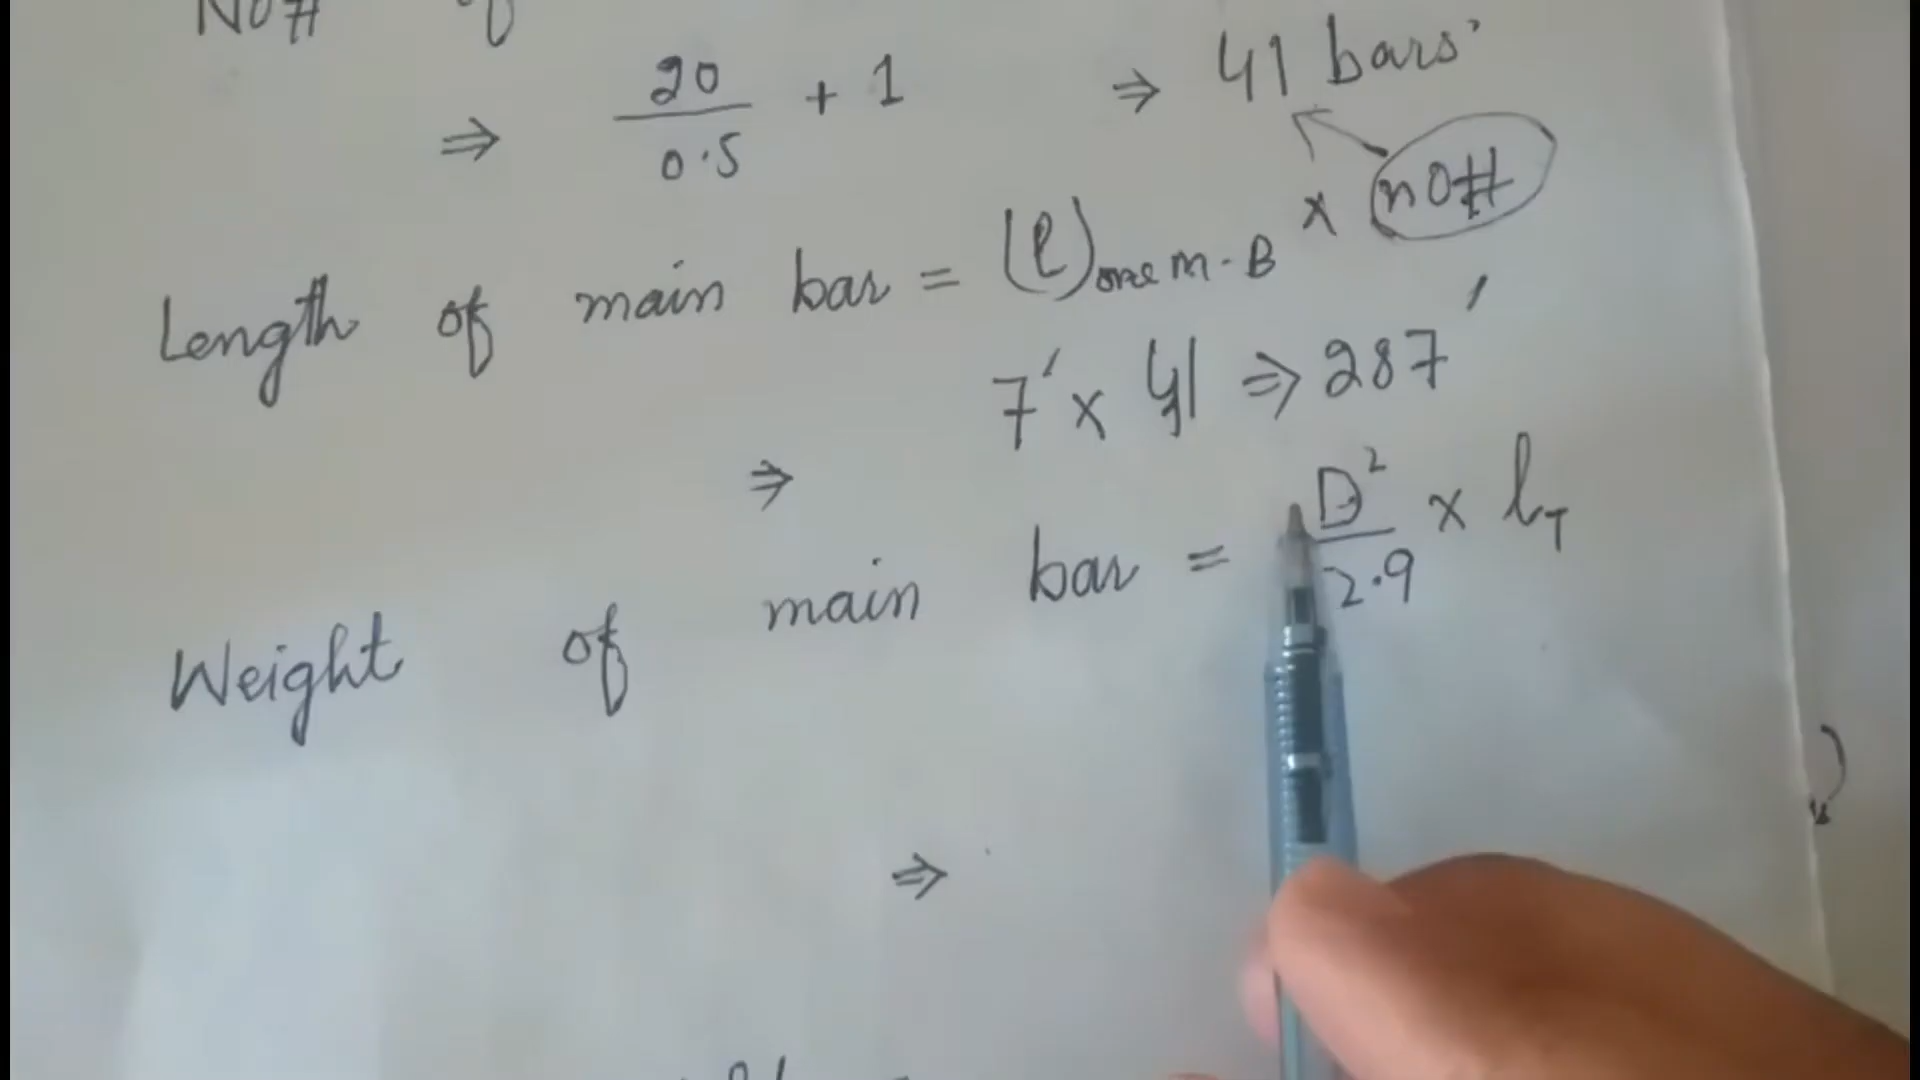 No# of
⇒ 20/0.5 + 1 ⇒ 41 bars
Length of main bar = (l)one m.B x no#
⇒ 7' x 41 ⇒ 287'
Weight of main bar = D²/2.9 x lT
⇒